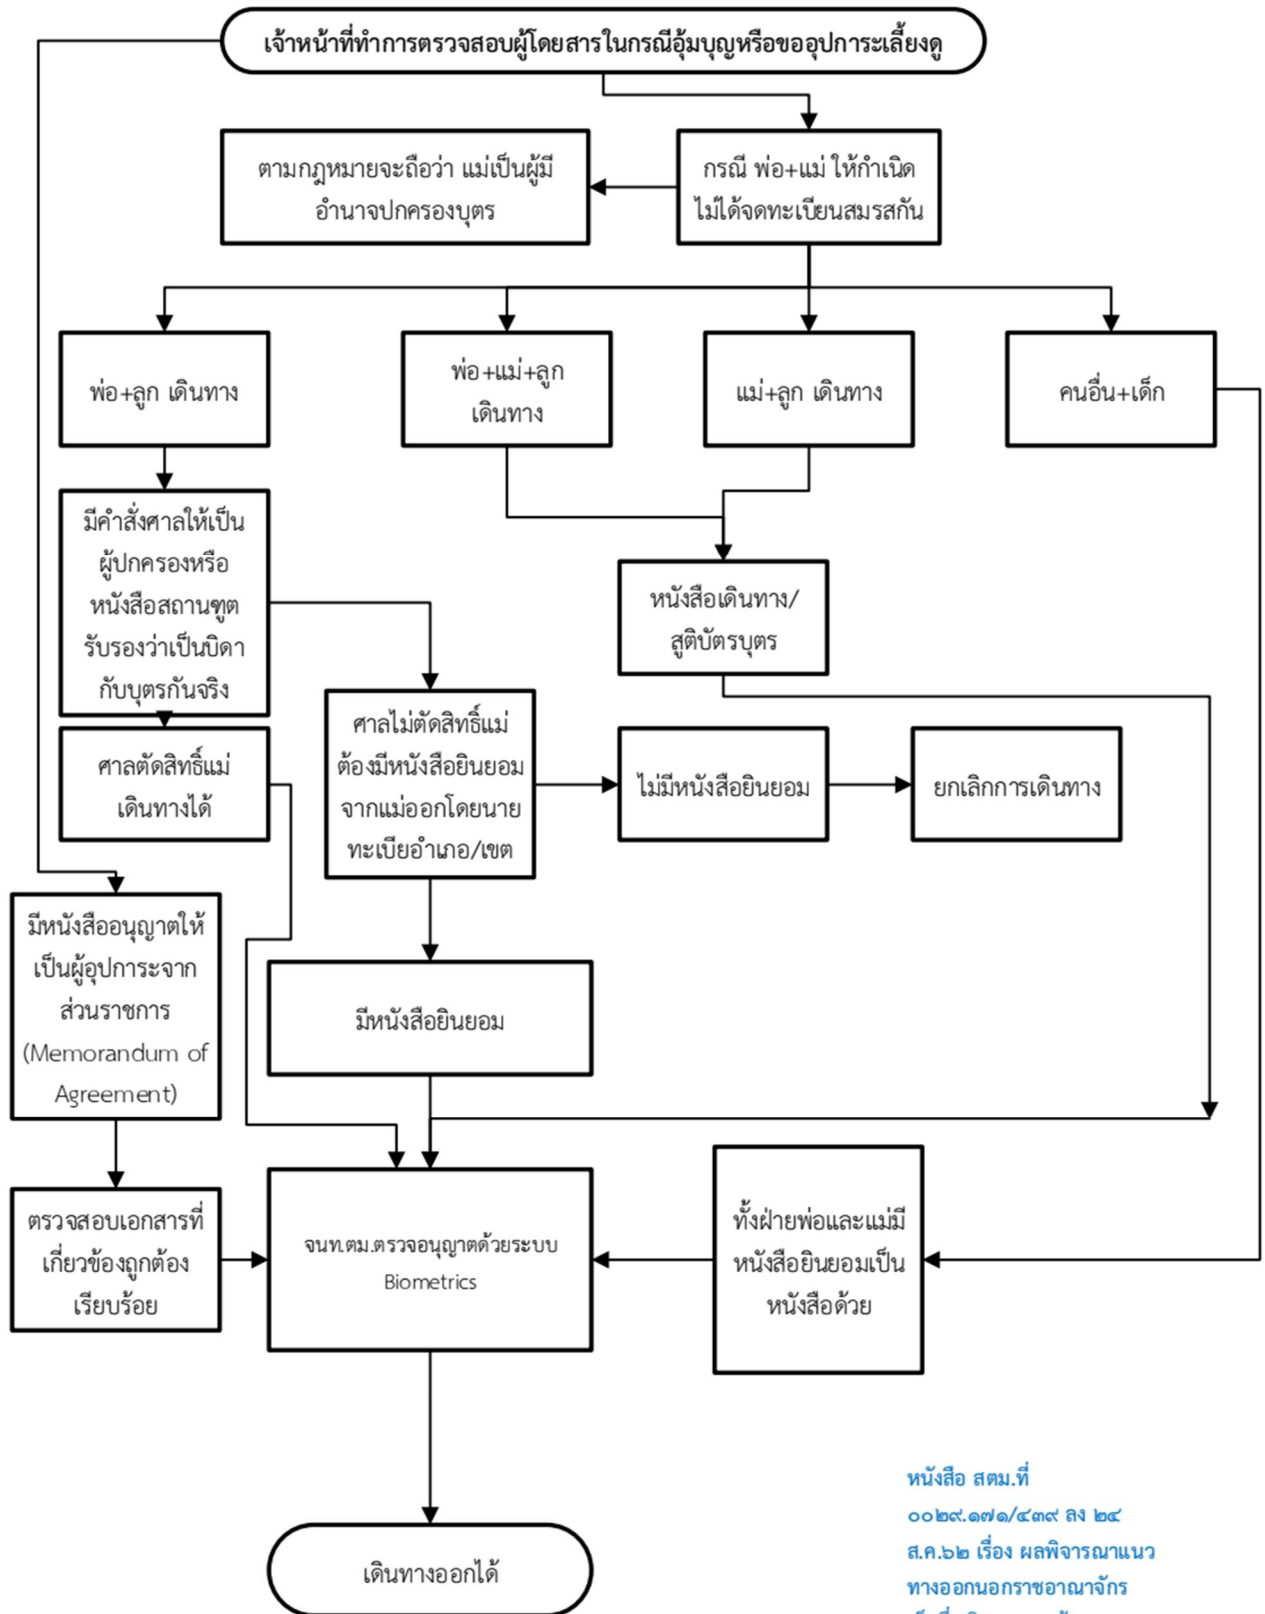 เจ้าหน้าที่ทำการตรวจสอบผู้โดยสารในกรณีอุ้มบุญหรือขออุปการะเลี้ยงดู
ตามกฎหมายจะถือว่า แม่เป็นผู้มี
อำนาจปกครองบุตร
กรณี พ่อ+แม่ ให้กำเนิด
ไม่ได้จดทะเบียนสมรสกัน
พ่อ+ลูก เดินทาง
พ่อ+แม่+ลูก
เดินทาง
แม่+ลูก เดินทาง
คนอื่น+เด็ก
มีคำสั่งศาลให้เป็น
ผู้ปกครองหรือ
หนังสือสถานฑูต
รับรองว่าเป็นบิดา
กับบุตรกันจริง
หนังสือเดินทาง/
สูติบัตรบุตร
ศาลตัดสิทธิ์แม่
เดินทางได้
ศาลไม่ตัดสิทธิ์แม่
ต้องมีหนังสือยินยอม
จากแม่ออกโดยนาย
ทะเบียอำเภอ/เขต
ไม่มีหนังสือยินยอม
ยกเลิกการเดินทาง
มีหนังสืออนุญาตให้
เป็นผู้อุปการะจาก
ส่วนราชการ
(Memorandum of
Agreement)
มีหนังสือยินยอม
ตรวจสอบเอกสารที่
เกี่ยวข้องถูกต้อง
เรียบร้อย
จนท.ตม.ตรวจอนุญาตด้วยระบบ
Biometrics
ทั้งฝ่ายพ่อและแม่มี
หนังสือยินยอมเป็น
หนังสือด้วย
เดินทางออกได้
หนังสือ สตม.ที่
๐๐๒๙.๑๗๑/๔๓๙ ลง ๒๔
ส.ค.๖๒ เรื่อง ผลพิจารณาแนว
ทางออกนอกราชอาณาจักร